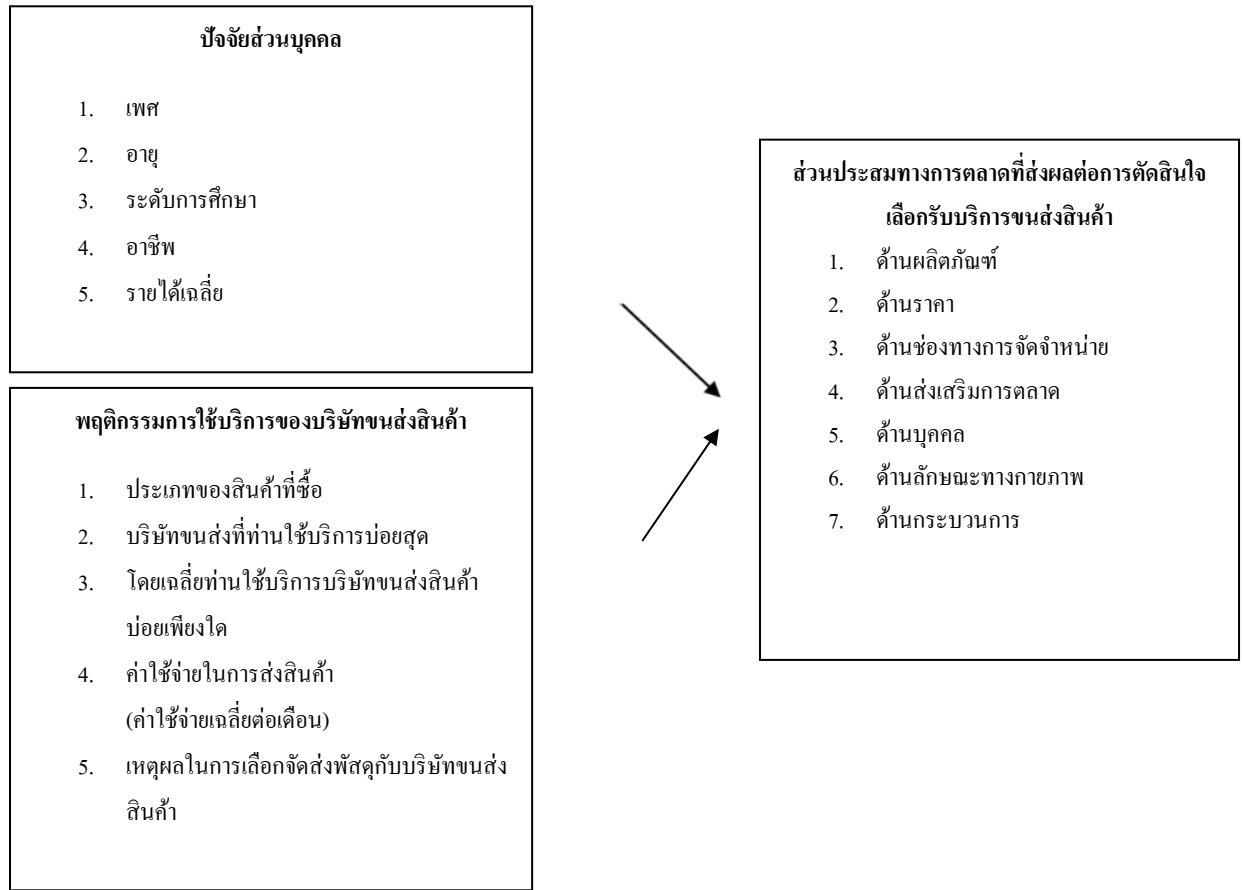 ปัจจัยส่วนบุคคล
1. เพศ
2. อายุ
3. ระดับการศึกษา
4. อาชีพ
5. รายได้เฉลี่ย
พฤติกรรมการใช้บริการของบริษัทขนส่งสินค้า
1. ประเภทของสินค้าที่ซื้อ
2. บริษัทขนส่งที่ท่านใช้บริการบ่อยสุด
3. โดยเฉลี่ยท่านใช้บริการบริษัทขนส่งสินค้า
บ่อยเพียงใด
4. ค่าใช้จ่ายในการส่งสินค้า
(ค่าใช้จ่ายเฉลี่ยต่อเดือน)
5. เหตุผลในการเลือกจัดส่งพัสดุกับบริษัทขนส่ง
สินค้า
ส่วนประสมทางการตลาดที่ส่งผลต่อการตัดสินใจ
เลือกรับบริการขนส่งสินค้า
1. ด้านผลิตภัณฑ์
2. ด้านราคา
3. ด้านช่องทางการจัดจำหน่าย
4. ด้านส่งเสริมการตลาด
5. ด้านบุคคล
6. ด้านลักษณะทางกายภาพ
7. ด้านกระบวนการ